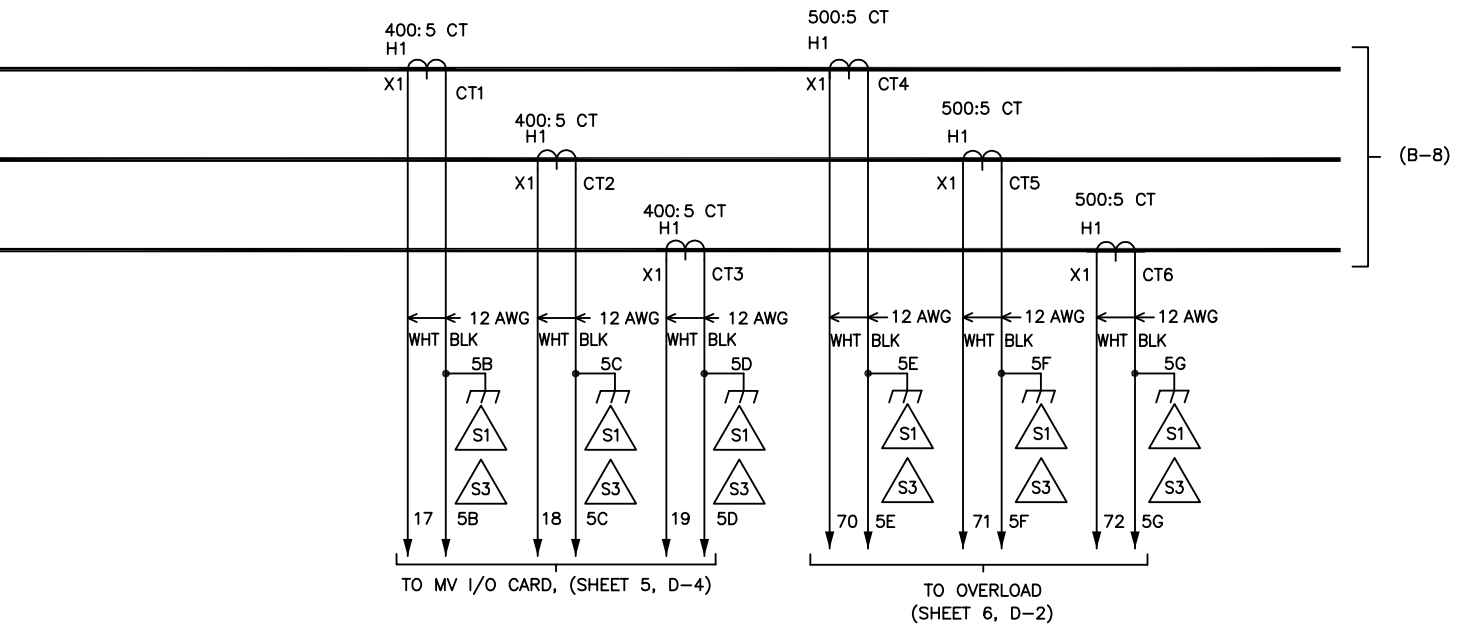 400:5 CT
H1
X1
CT1
400:5 CT
H1
X1
CT2
400:5 CT
H1
X1
CT3
500:5 CT
H1
X1
CT4
500:5 CT
H1
X1
CT5
500:5 CT
H1
X1
CT6
(B-8)
12 AWG
12 AWG
12 AWG
12 AWG
12 AWG
12 AWG
WHT BLK
WHT BLK
WHT BLK
WHT BLK
WHT BLK
WHT BLK
5B
5C
5D
5E
5F
5G
S1
S1
S1
S1
S1
S1
S3
S3
S3
S3
S3
S3
17
5B
18
5C
19
5D
70
5E
71
5F
72
5G
TO MV I/O CARD, (SHEET 5, D-4)
TO OVERLOAD
(SHEET 6, D-2)